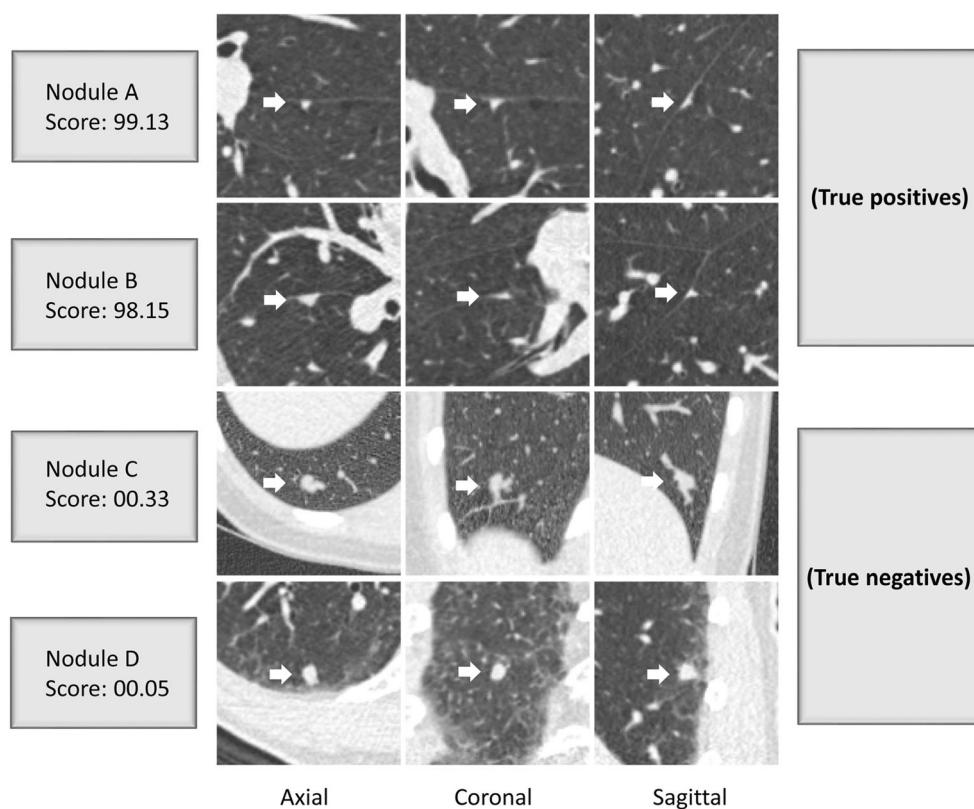 Nodule A
Score: 99.13
(True positives)
Nodule B
Score: 98.15
Nodule C
Score: 00.33
(True negatives)
Nodule D
Score: 00.05
Axial
Coronal
Sagittal